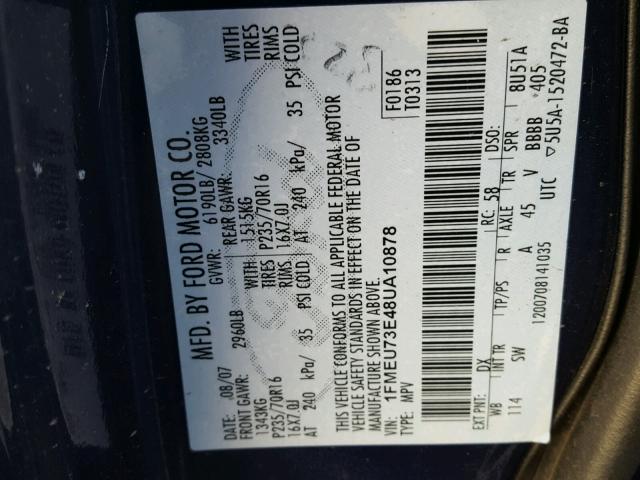 MFD. BY FORD MOTOR CO.
DATE: 08/07 GVWR: 6190LB/ 2808KG
FRONT GAWR: 2960LB REAR GAWR: 3340LB
1343KG WITH 1515KG WITH
P235/70R16 TIRES P235/70R16 TIRES
16X7.0J RIMS 16X7.0J RIMS
AT 240 kPa/ 35 PSI COLD AT 240 kPa/ 35 PSI COLD
THIS VEHICLE CONFORMS TO ALL APPLICABLE FEDERAL MOTOR
VEHICLE SAFETY STANDARDS IN EFFECT ON THE DATE OF
MANUFACTURE SHOWN ABOVE.
VIN: 1FMEU73E48UA10878 F0186
TYPE: MPV T0313
EXT PNT: DX RC: 58 DSO:
WB INT TR TP/PS R AXLE TR SPR BU51A
114 SW A 45 V BBBB 405
1200708141035 UTC ▽5U5A-1520472-BA